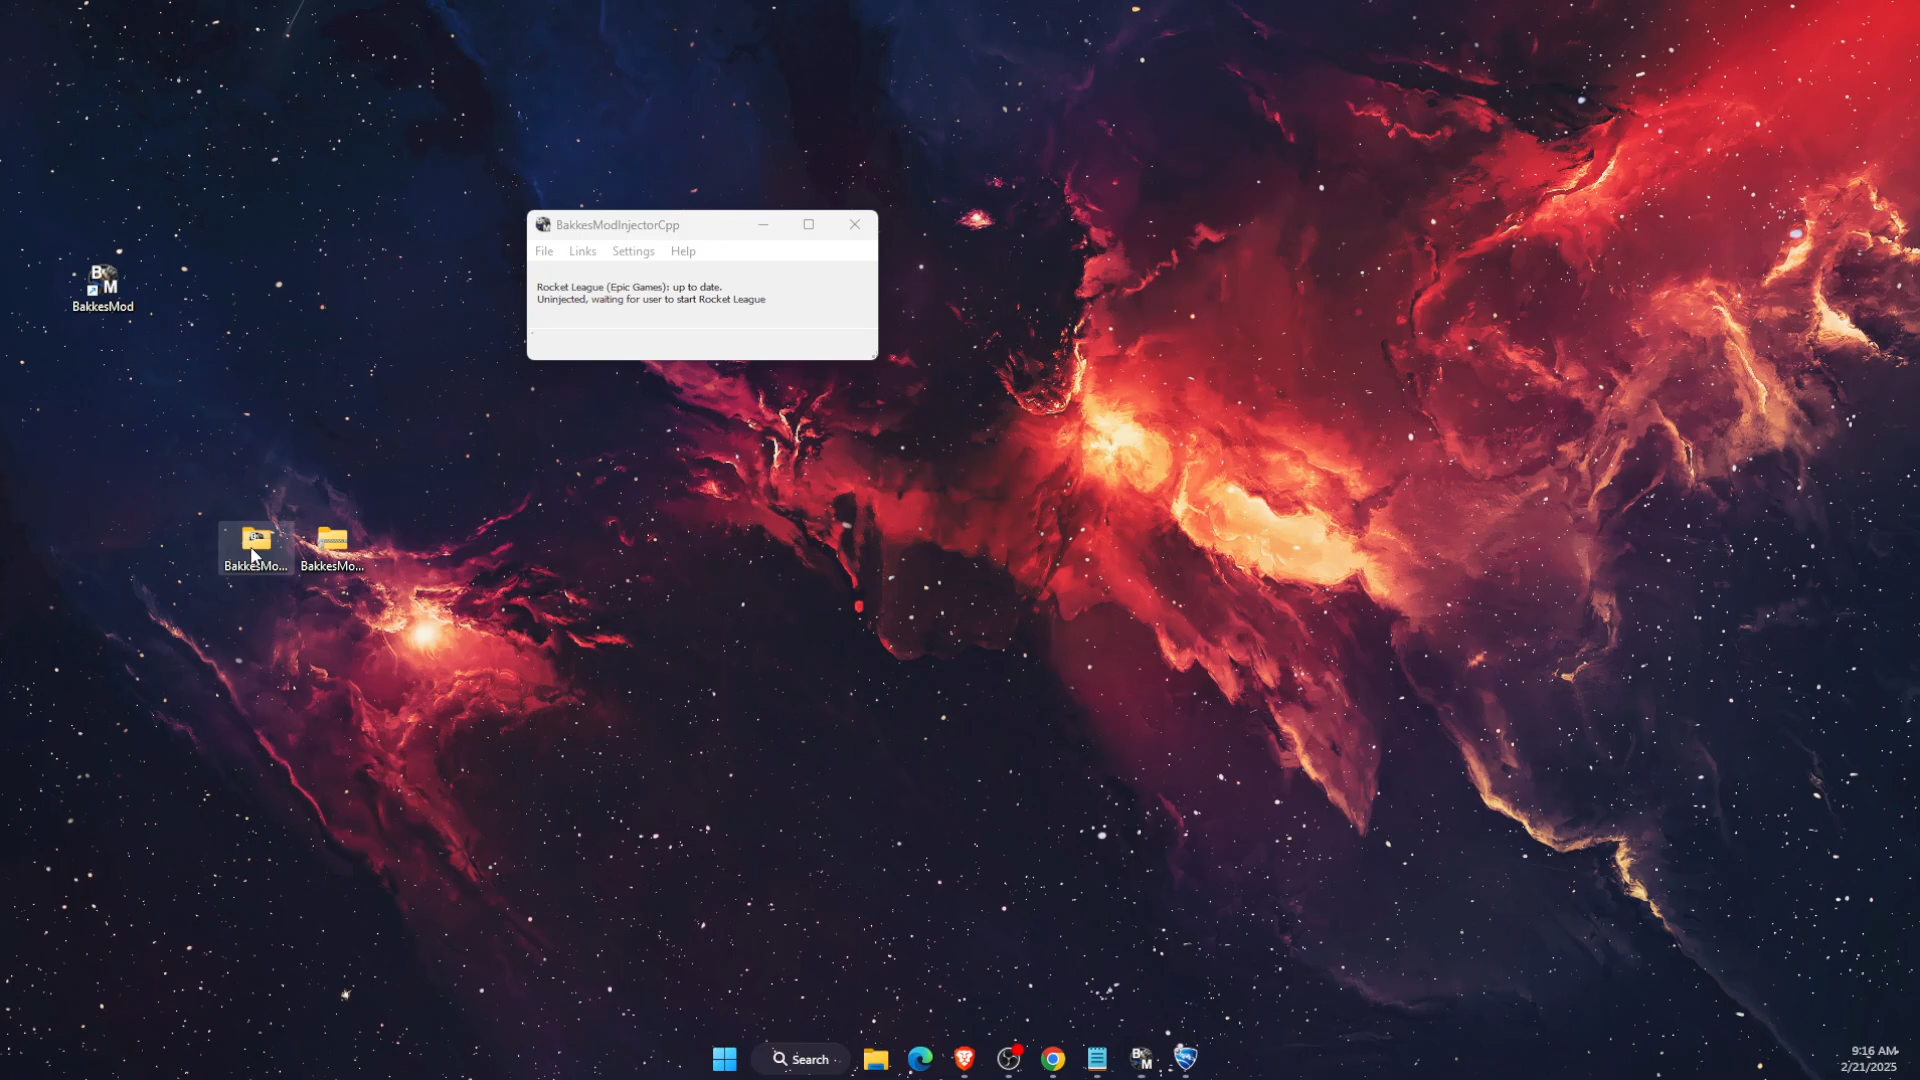 BakkesModInjectorCpp
File Links Settings Help
Rocket League (Epic Games): up to date.
Uninjected, waiting for user to start Rocket League
B
M
BakkesMod
BakkesMo...
BakkesMo...
Search
B
M
9:16 AM
2/21/2025